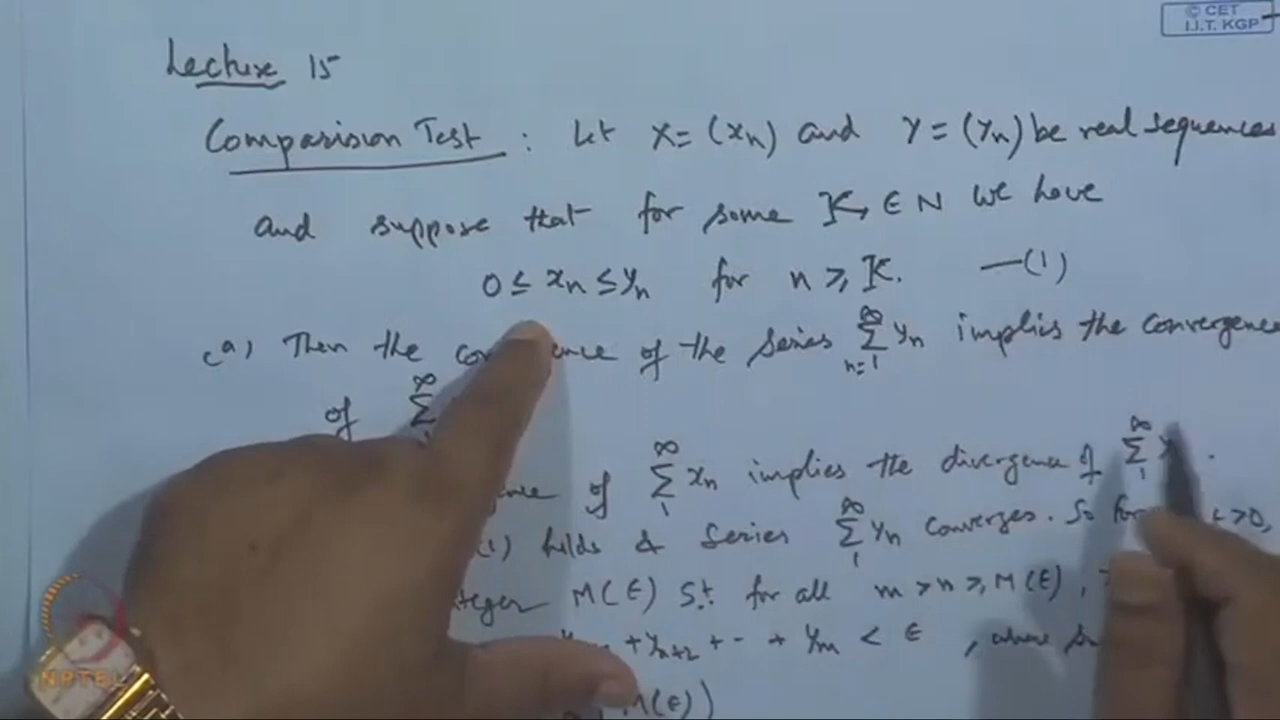 © CET
I.I.T. KGP
Lecture 15
Comparision Test : Let X = (xn) and Y = (yn) be real sequences
and suppose that for some K ∈ N we have
0 ≤ xn ≤ yn for n ≥ K. —(1)
(a) Then the of the series ∑_{n=1}^{∞} yn implies the convergence
of ∑_{1}^{∞}
of ∑_{1}^{∞} xn implies the divergence of ∑_{1}^{∞} .
(1) holds & series ∑_{1}^{∞} yn converges. So > 0,
M(ε) s.t. for all m > n ≥ M(ε),
+ yn+2 + - + ym < ε , where
M(ε))
NPTEL